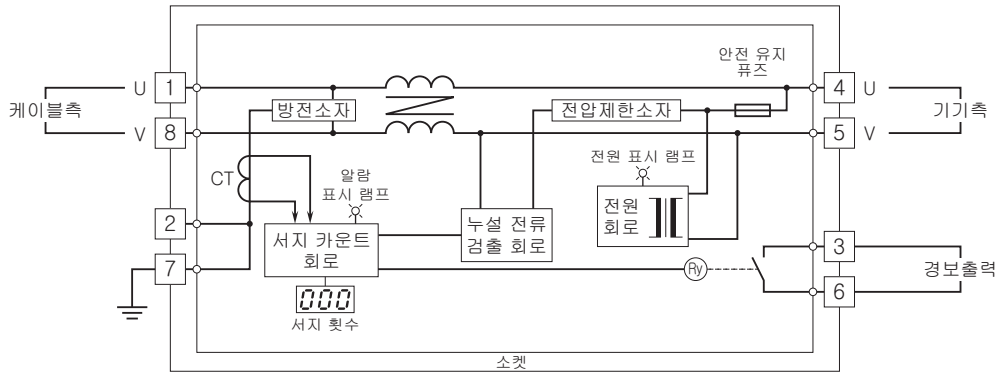 안전 유지
퓨즈
U 1
4 U
케이블측
방전소자
전압제한소자
기기측
V 8
5 V
CT
알람
표시 램프
전원 표시 램프
2
서지 카운트
회로
누설 전류
검출 회로
전원
회로
3
7
Ry
경보출력
6
000
서지 횟수
소켓